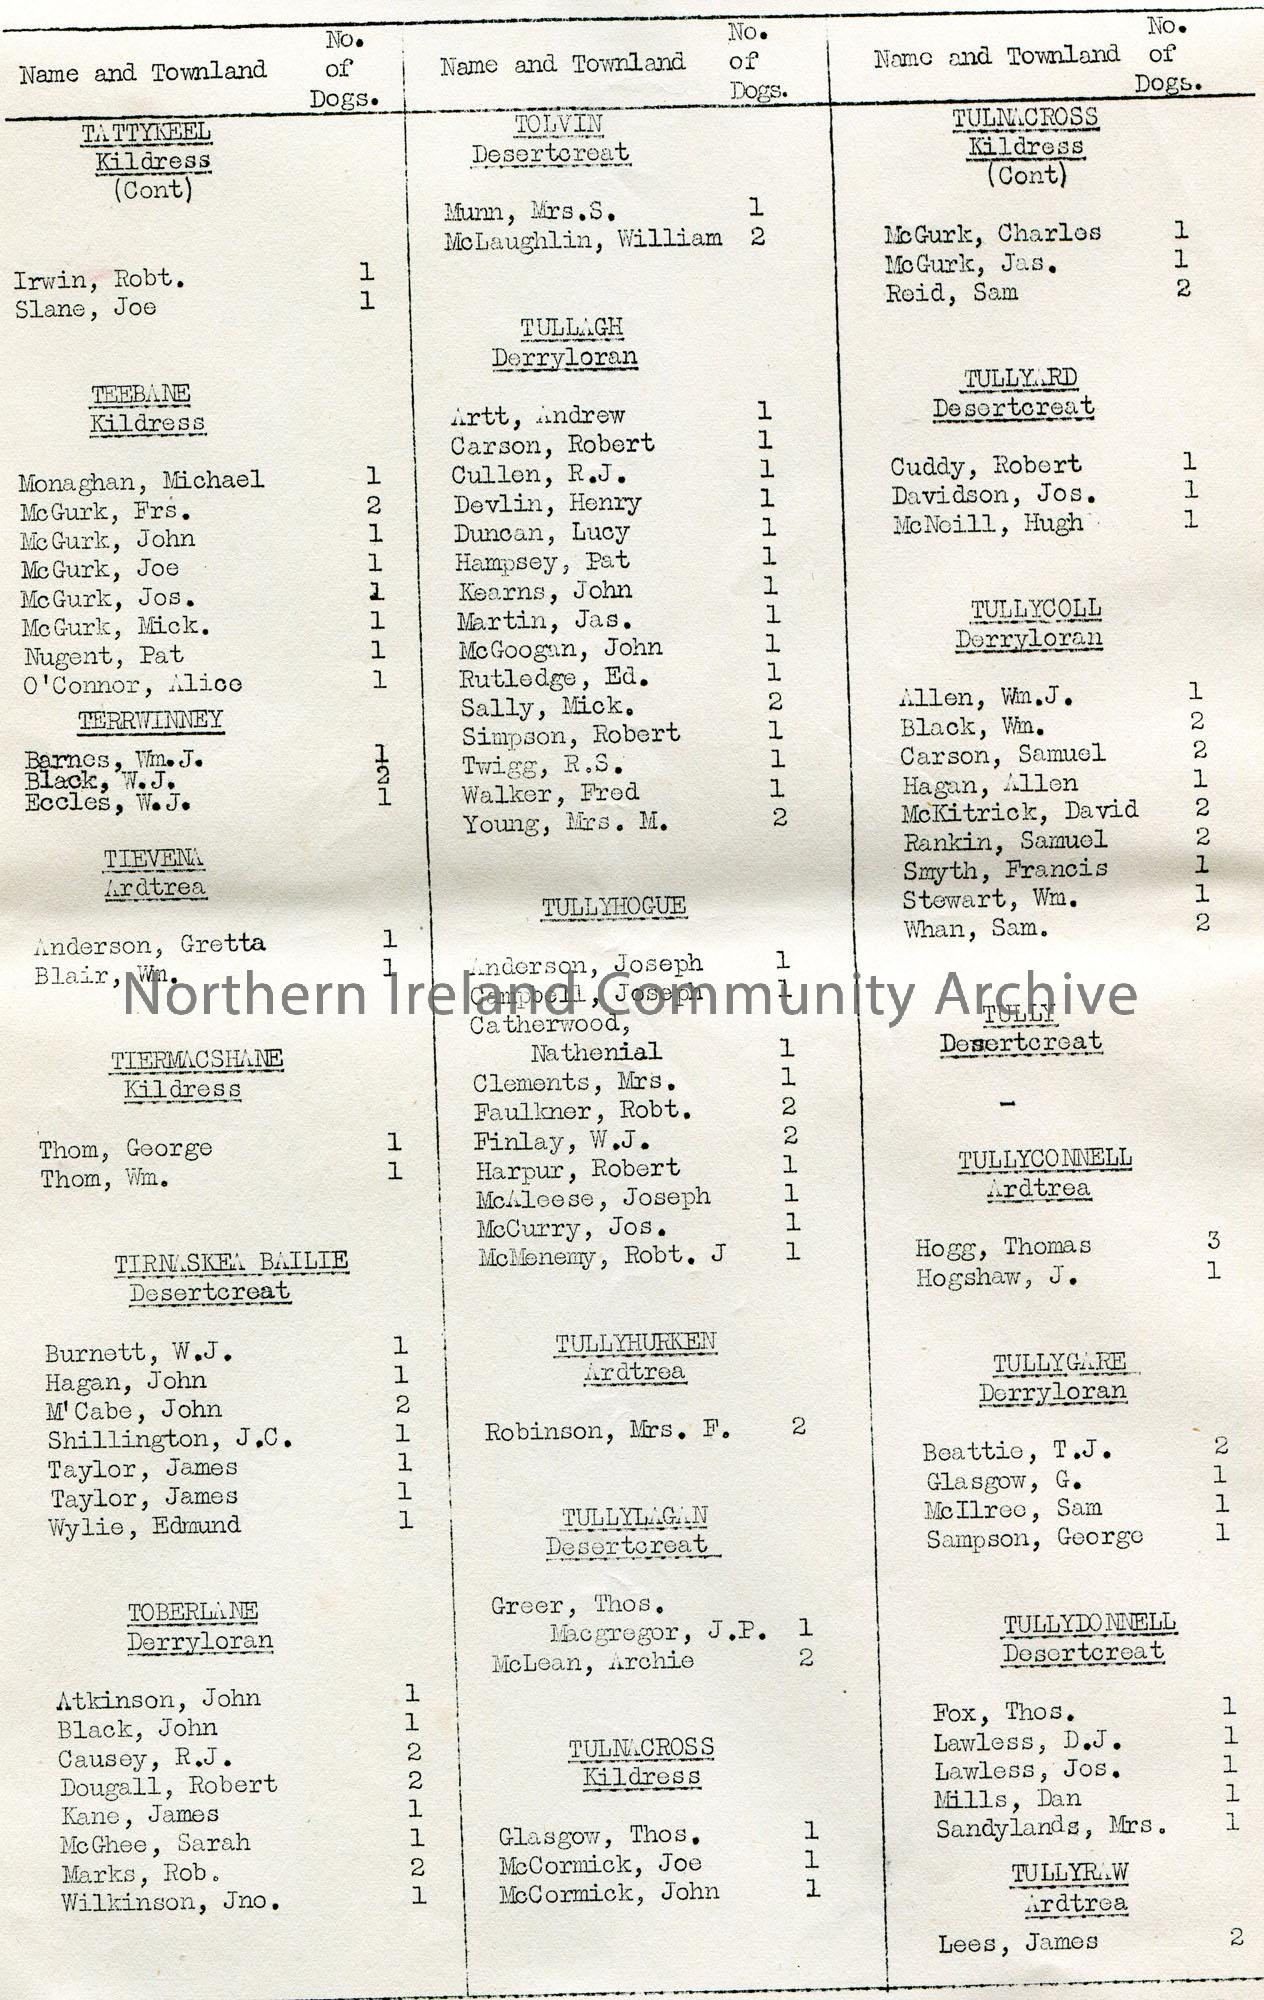 Name and Townland No. of Dogs.
TATTYKEEL
Kildress
(Cont)
Irwin, Robt. 1
Slane, Joe 1
TEEBANE
Kildress
Monaghan, Michael 1
McGurk, Frs. 2
McGurk, John 1
McGurk, Joe 1
McGurk, Jos. 1
McGurk, Mick. 1
Nugent, Pat 1
O'Connor, Alice 1
TERRWINNEY
Barnes, Wm.J. 1
Black, W.J. 2
Eccles, W.J. 1
TIEVENA
Ardtrea
Anderson, Gretta 1
Blair, Wm. 1
TIERMACSHANE
Kildress
Thom, George 1
Thom, Wm. 1
TIRNASKEA BAILIE
Desertcreat
Burnett, W.J. 1
Hagan, John 1
M'Cabe, John 2
Shillington, J.C. 1
Taylor, James 1
Taylor, James 1
Wylie, Edmund 1
TOBERLANE
Derryloran
Atkinson, John 1
Black, John 1
Causey, R.J. 2
Dougall, Robert 2
Kane, James 1
McGhee, Sarah 1
Marks, Rob. 2
Wilkinson, Jno. 1
Name and Townland No. of Dogs.
TOLVIN
Desertcreat
Munn, Mrs.S. 1
McLaughlin, William 2
TULLAGH
Derryloran
Artt, Andrew 1
Carson, Robert 1
Cullen, R.J. 1
Devlin, Henry 1
Duncan, Lucy 1
Hampsey, Pat 1
Kearns, John 1
Martin, Jas. 1
McGoogan, John 1
Rutledge, Ed. 1
Sally, Mick. 2
Simpson, Robert 1
Twigg, R.S. 1
Walker, Fred 1
Young, Mrs. M. 2
TULLYHOGUE
Anderson, Joseph 1
Campbell, Joseph 1
Catherwood,
Nathenial 1
Clements, Mrs. 1
Faulkner, Robt. 2
Finlay, W.J. 2
Harpur, Robert 1
McAleese, Joseph 1
McCurry, Jos. 1
McMenemy, Robt. J 1
TULLYHURKEN
Ardtrea
Robinson, Mrs. F. 2
TULLYLAGAN
Desertcreat
Greer, Thos.
Macgregor, J.P. 1
McLean, Archie 2
TULNACROSS
Kildress
Glasgow, Thos. 1
McCormick, Joe 1
McCormick, John 1
Name and Townland No. of Dogs.
TULNACROSS
Kildress
(Cont)
McGurk, Charles 1
McGurk, Jas. 1
Reid, Sam 2
TULLYARD
Desertcreat
Cuddy, Robert 1
Davidson, Jos. 1
McNeill, Hugh 1
TULLYCOLL
Derryloran
Allen, Wm.J. 1
Black, Wm. 2
Carson, Samuel 2
Hagan, Allen 1
McKitrick, David 2
Rankin, Samuel 2
Smyth, Francis 1
Stewart, Wm. 1
Whan, Sam. 2
TULLY
Desertcreat
-
TULLYCONNELL
Ardtrea
Hogg, Thomas 3
Hogshaw, J. 1
TULLYGARE
Derryloran
Beattie, T.J. 2
Glasgow, G. 1
McIlree, Sam 1
Sampson, George 1
TULLYDONNELL
Desertcreat
Fox, Thos. 1
Lawless, D.J. 1
Lawless, Jos. 1
Mills, Dan 1
Sandylands, Mrs. 1
TULLYRAW
Ardtrea
Lees, James 2
Northern Ireland Community Archive